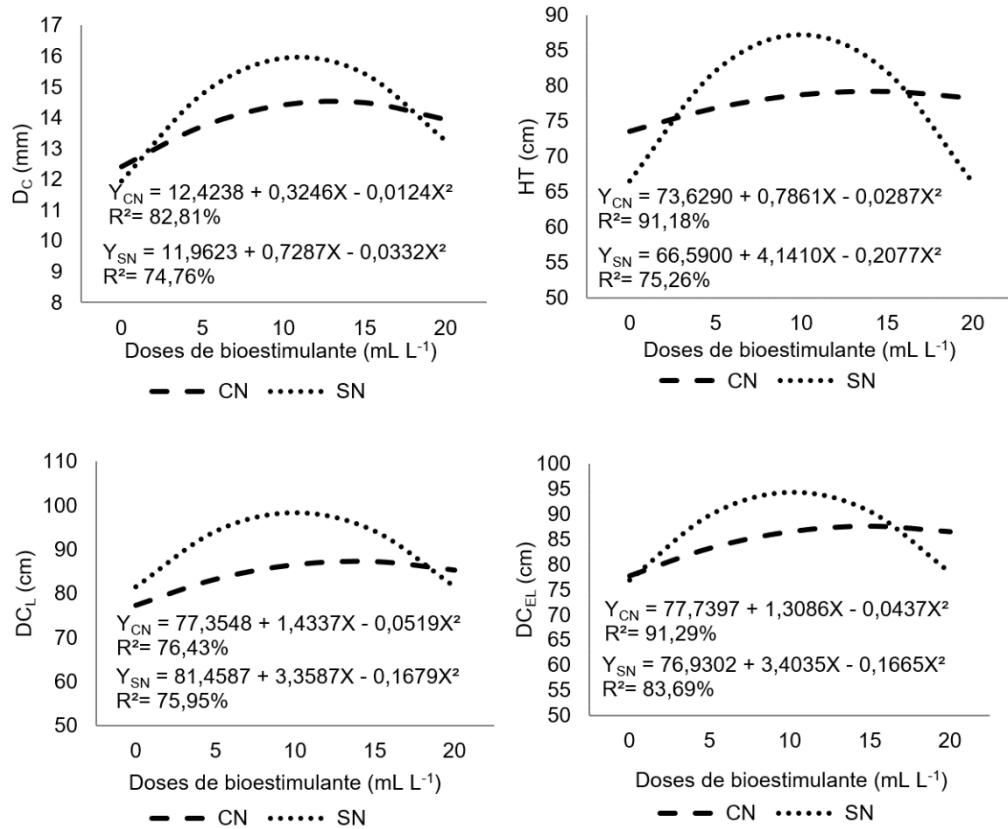 D_C (mm)
17
16
15
14
13
12
11
10
9
8
Y_CN = 12,4238 + 0,3246X - 0,0124X²
R²= 82,81%
Y_SN = 11,9623 + 0,7287X - 0,0332X²
R²= 74,76%
0 5 10 15 20
Doses de bioestimulante (mL L⁻¹)
CN SN
HT (cm)
90
85
80
75
70
65
60
55
50
Y_CN = 73,6290 + 0,7861X - 0,0287X²
R²= 91,18%
Y_SN = 66,5900 + 4,1410X - 0,2077X²
R²= 75,26%
0 5 10 15 20
Doses de bioestimulante (mL L⁻¹)
CN SN
DC_L (cm)
110
100
90
80
70
60
50
Y_CN = 77,3548 + 1,4337X - 0,0519X²
R²= 76,43%
Y_SN = 81,4587 + 3,3587X - 0,1679X²
R²= 75,95%
0 5 10 15 20
Doses de bioestimulante (mL L⁻¹)
CN SN
DC_EL (cm)
100
95
90
85
80
75
70
65
60
55
50
Y_CN = 77,7397 + 1,3086X - 0,0437X²
R²= 91,29%
Y_SN = 76,9302 + 3,4035X - 0,1665X²
R²= 83,69%
0 5 10 15 20
Doses de bioestimulante (mL L⁻¹)
CN SN